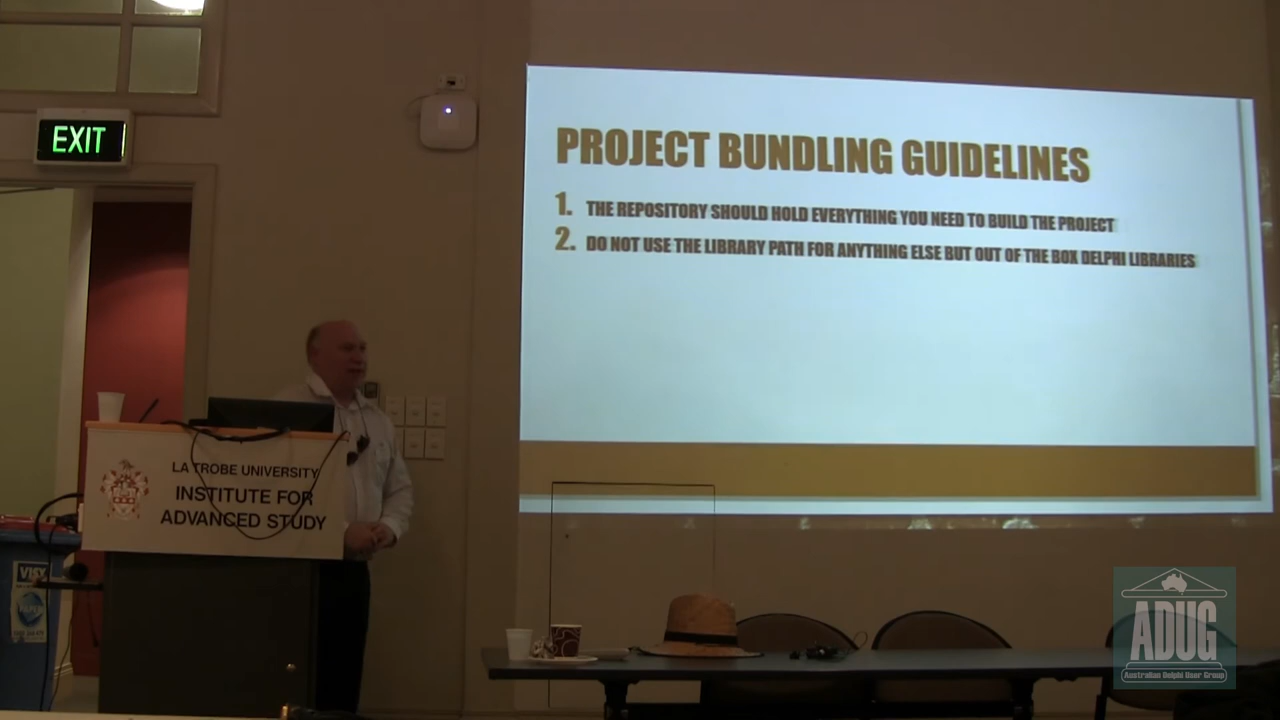 EXIT
PROJECT BUNDLING GUIDELINES
1. THE REPOSITORY SHOULD HOLD EVERYTHING YOU NEED TO BUILD THE PROJECT
2. DO NOT USE THE LIBRARY PATH FOR ANYTHING ELSE BUT OUT OF THE BOX DELPHI LIBRARIES
LA TROBE UNIVERSITY
INSTITUTE FOR
ADVANCED STUDY
PAPER
ADUG
Australian Delphi User Group